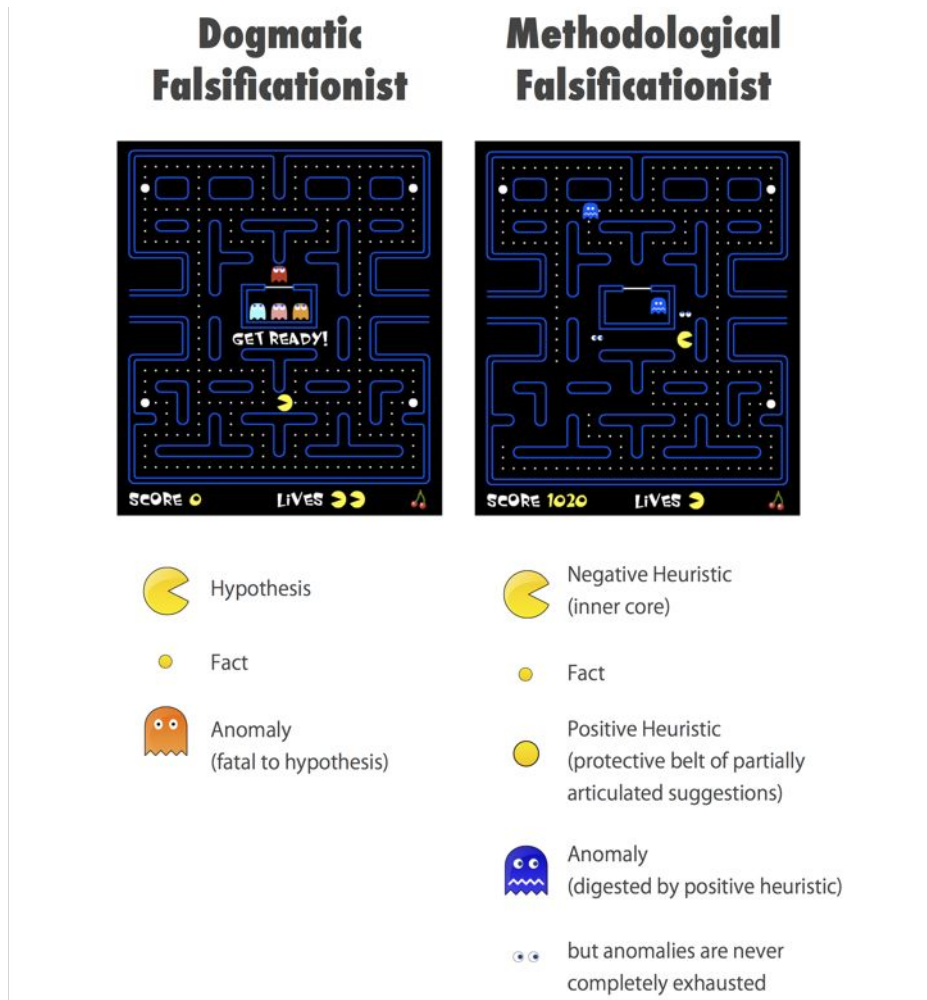 Dogmatic
Falsificationist
Methodological
Falsificationist
GET READY!
SCORE 0
LIVES
SCORE 1020
LIVES
Hypothesis
Fact
Anomaly
(fatal to hypothesis)
Negative Heuristic
(inner core)
Fact
Positive Heuristic
(protective belt of partially
articulated suggestions)
Anomaly
(digested by positive heuristic)
but anomalies are never
completely exhausted